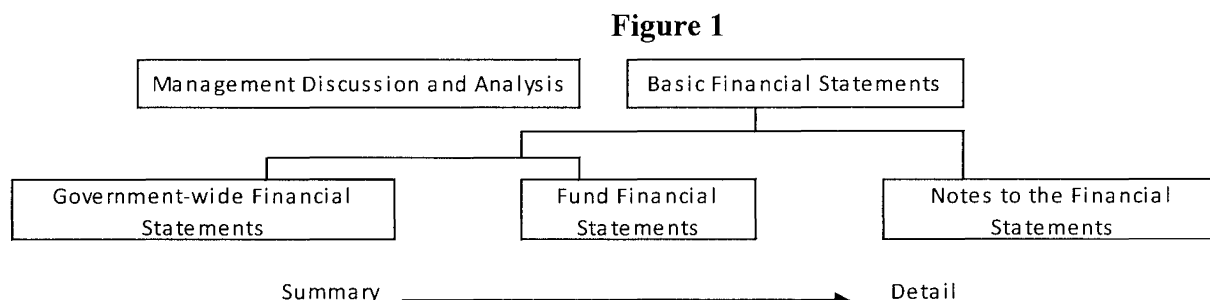 Figure 1
Management Discussion and Analysis
Basic Financial Statements
Government-wide Financial
Statements
Fund Financial
Statements
Notes to the Financial
Statements
Summary
Detail